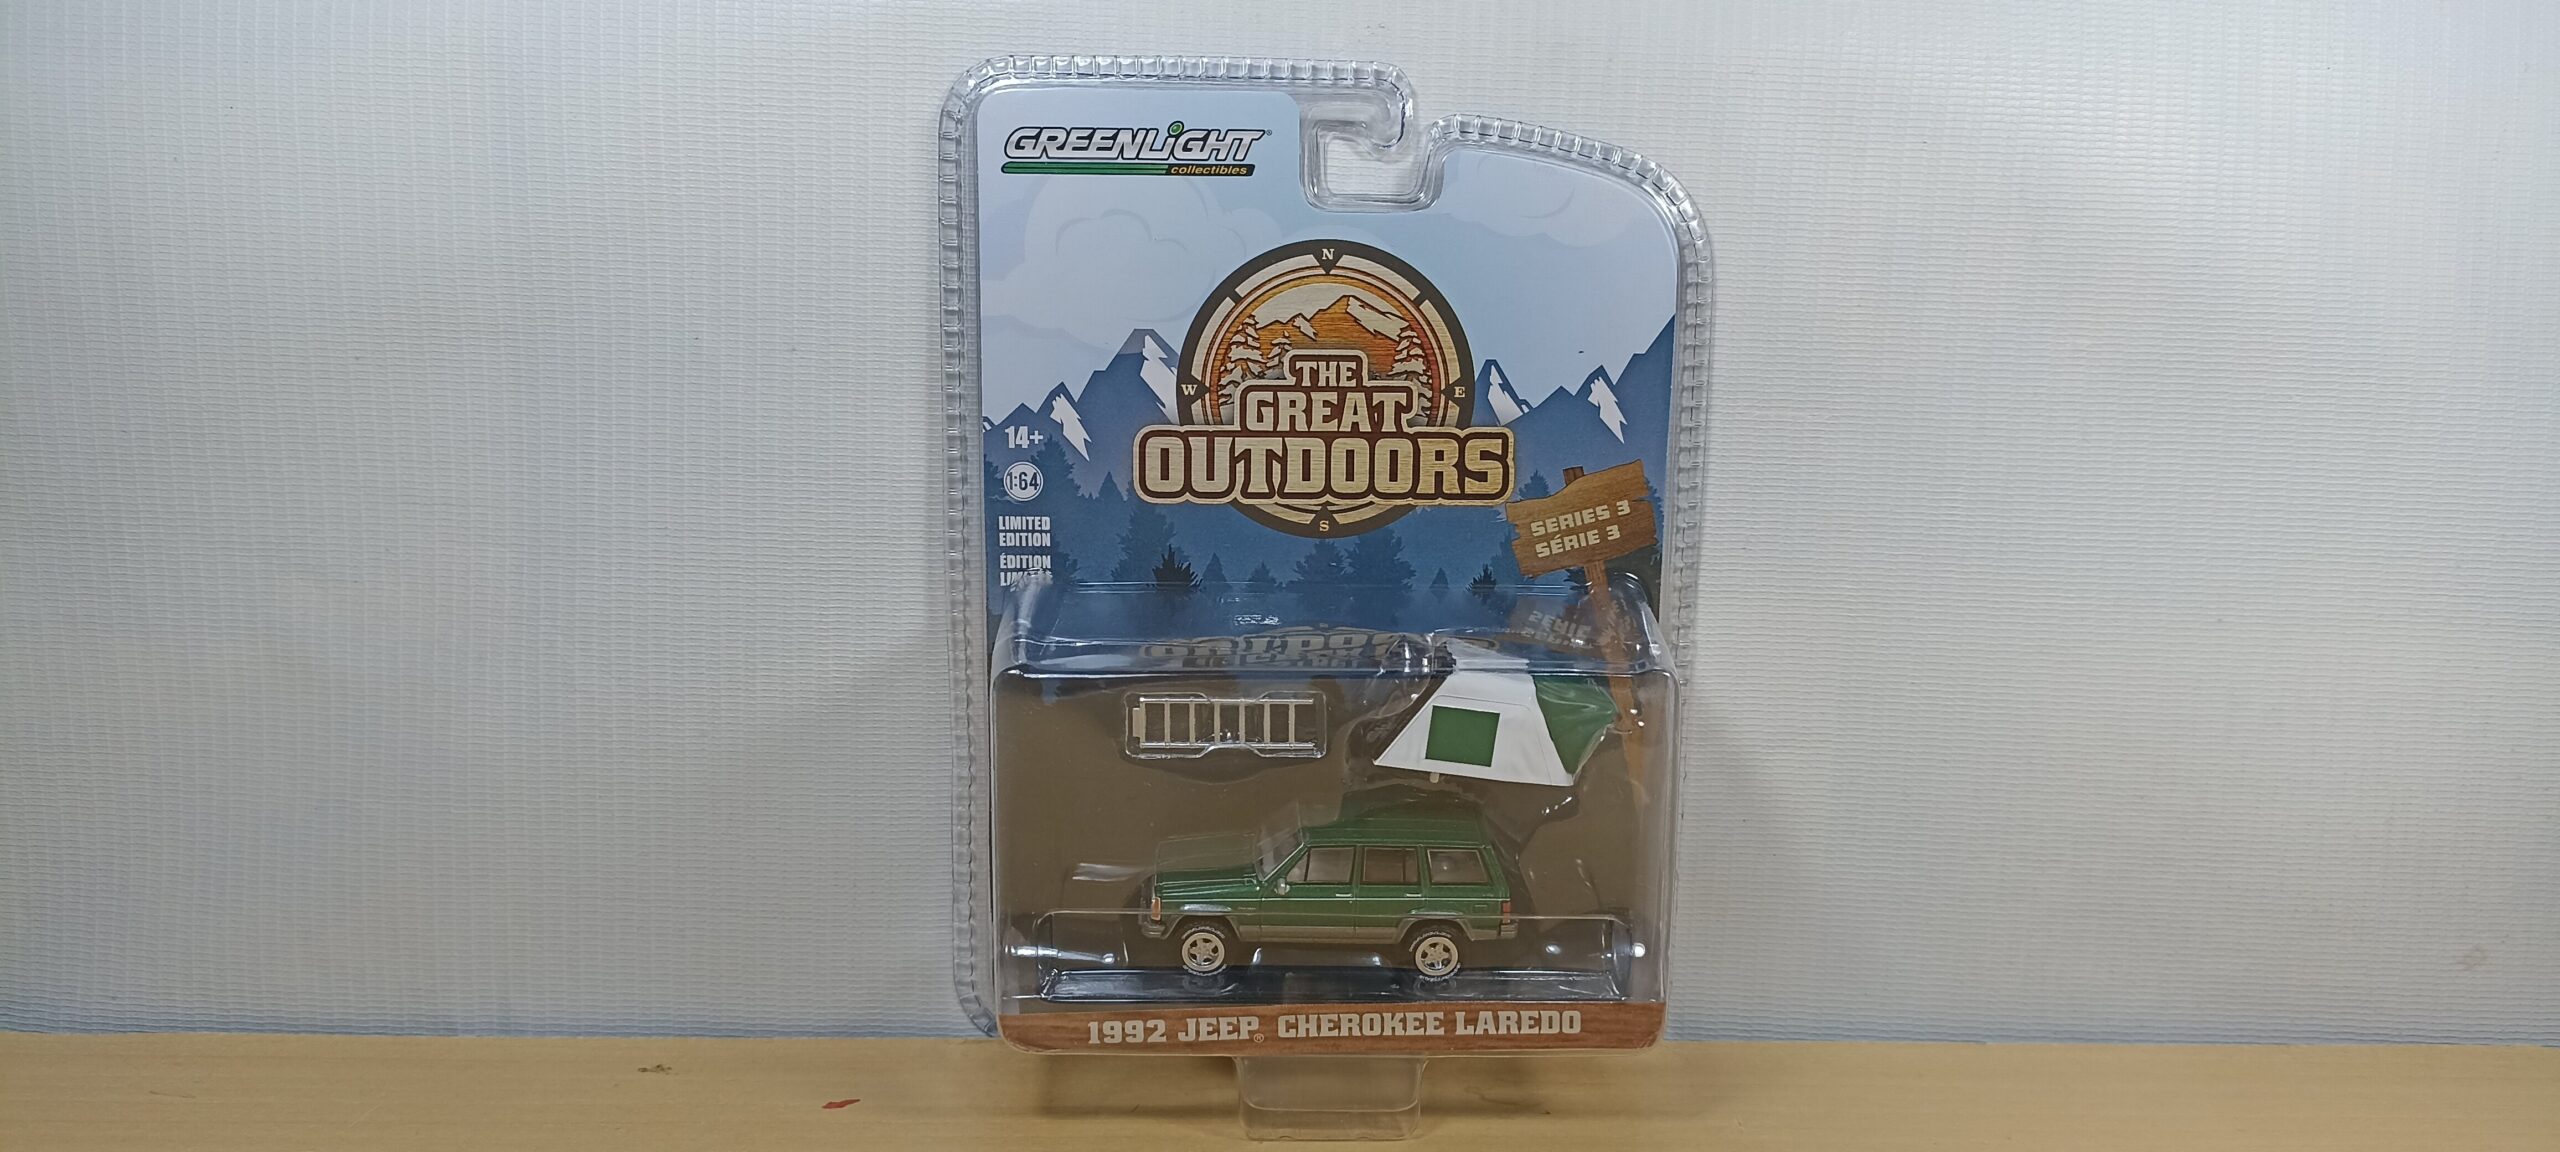 GREENLiGHT®
collectibles
N
W
E
THE
GREAT
OUTDOORS
S
14+
1:64
LIMITED
EDITION
ÉDITION
SERIES 3
SÉRIE 3
1992 JEEP® CHEROKEE LAREDO